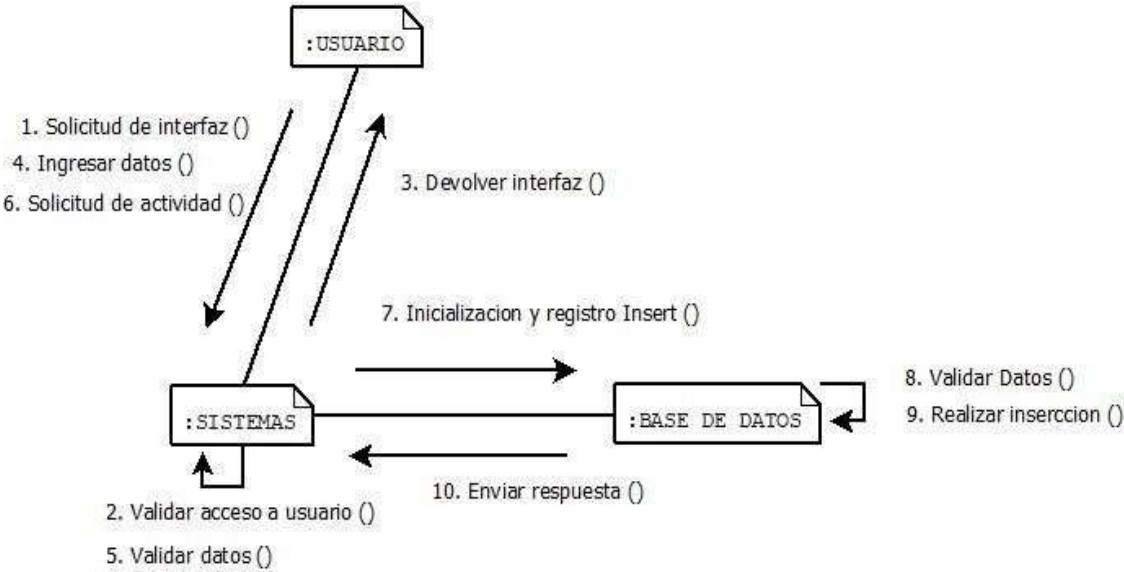 :USUARIO
1. Solicitud de interfaz ()
4. Ingresar datos ()
6. Solicitud de actividad ()
3. Devolver interfaz ()
7. Inicializacion y registro Insert ()
:SISTEMAS
:BASE DE DATOS
8. Validar Datos ()
9. Realizar inserccion ()
10. Enviar respuesta ()
2. Validar acceso a usuario ()
5. Validar datos ()